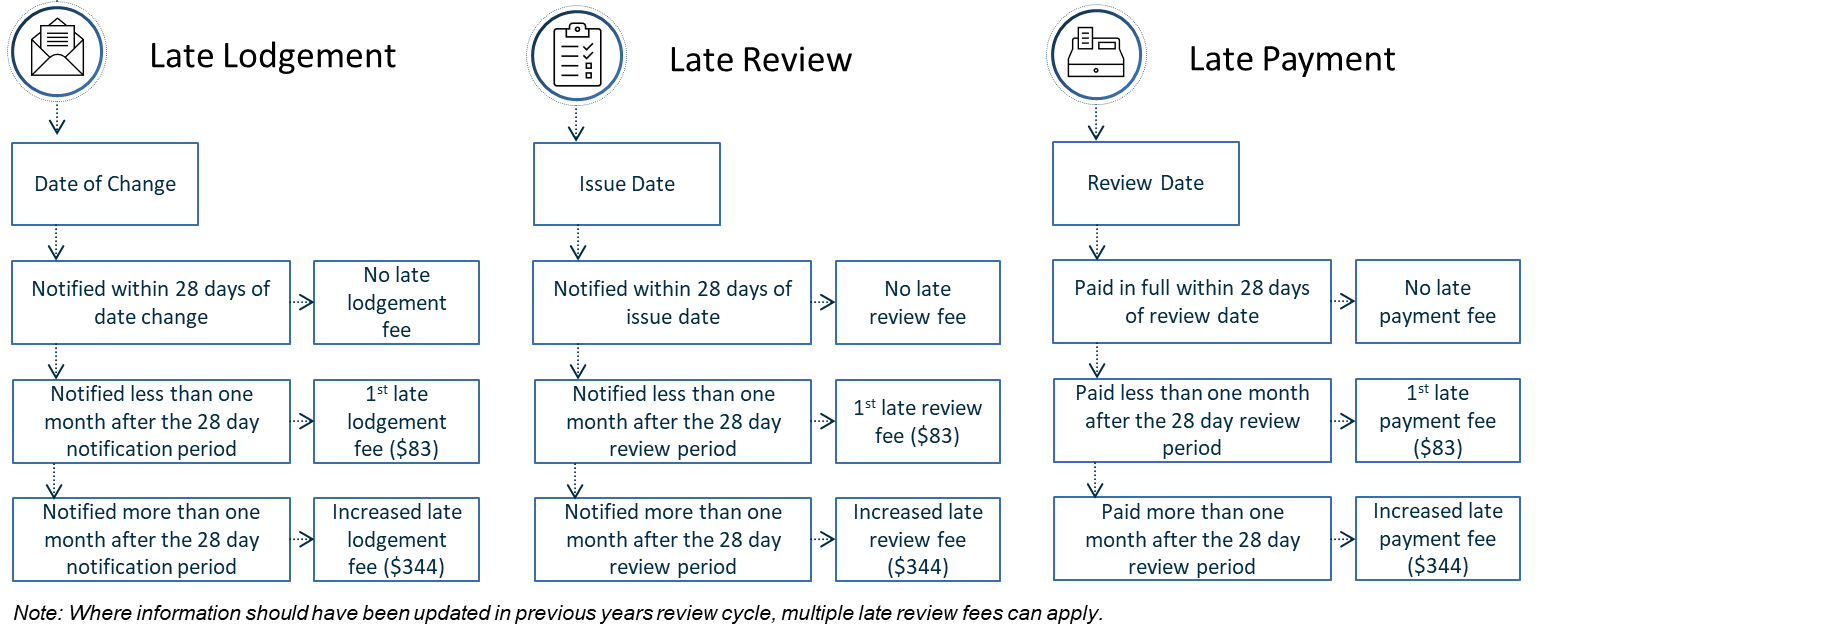 Late Lodgement
Date of Change
Notified within 28 days of
date change
No late
lodgement
fee
Notified less than one
month after the 28 day
notification period
1st late
lodgement
fee ($83)
Notified more than one
month after the 28 day
notification period
Increased late
lodgement
fee ($344)
Late Review
Issue Date
Notified within 28 days of
issue date
No late
review fee
Notified less than one
month after the 28 day
review period
1st late review
fee ($83)
Notified more than one
month after the 28 day
review period
Increased late
review fee
($344)
Late Payment
Review Date
Paid in full within 28 days
of review date
No late
payment fee
Paid less than one month
after the 28 day review
period
1st late
payment fee
($83)
Paid more than one
month after the 28 day
review period
Increased late
payment fee
($344)
Note: Where information should have been updated in previous years review cycle, multiple late review fees can apply.